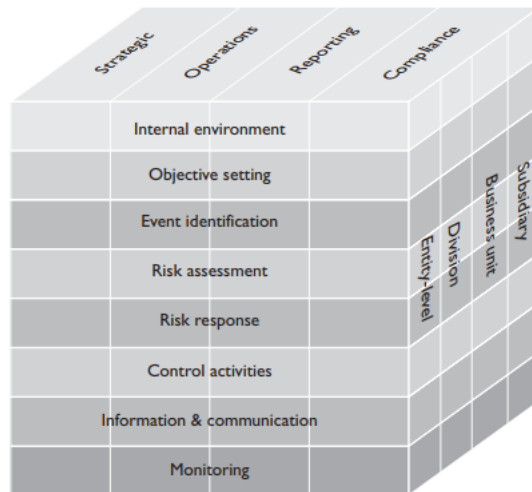 Strategic
Operations
Reporting
Compliance
Internal environment
Objective setting
Event identification
Risk assessment
Risk response
Control activities
Information & communication
Monitoring
Entity-level
Division
Business unit
Subsidiary